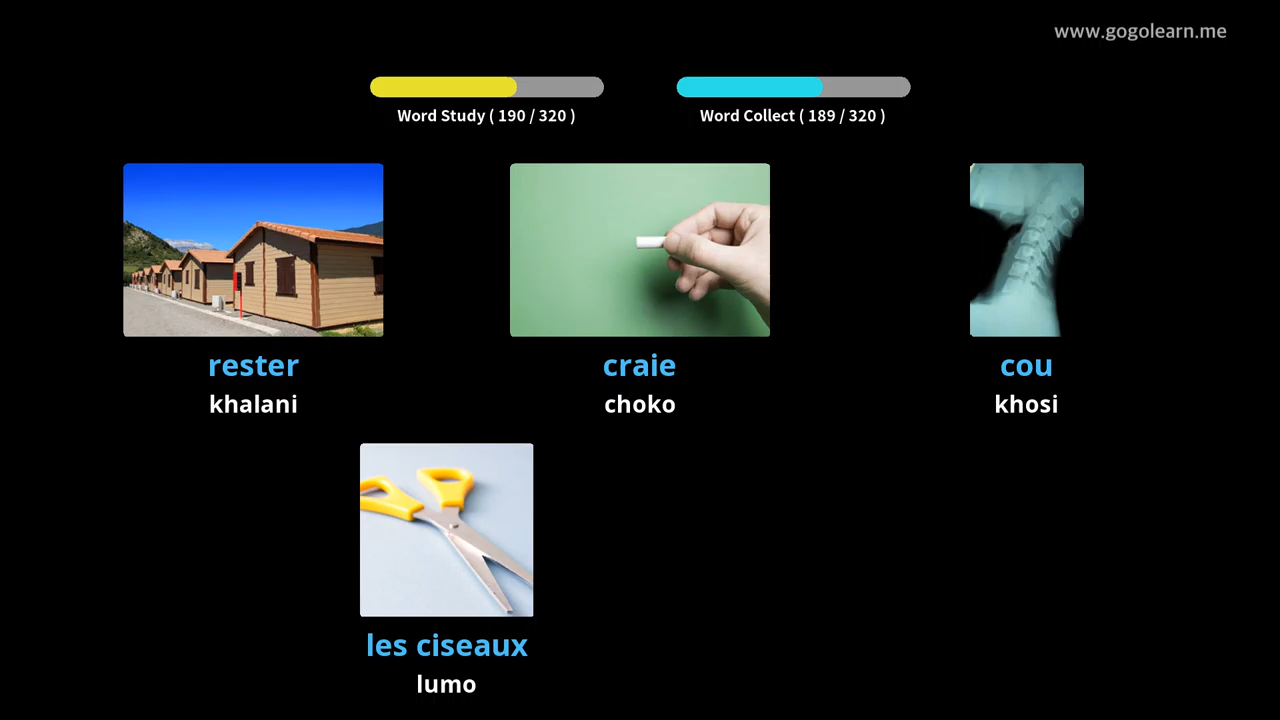 www.gogolearn.me
Word Study ( 190 / 320 )
Word Collect ( 189 / 320 )
rester
khalani
craie
choko
cou
khosi
les ciseaux
lumo